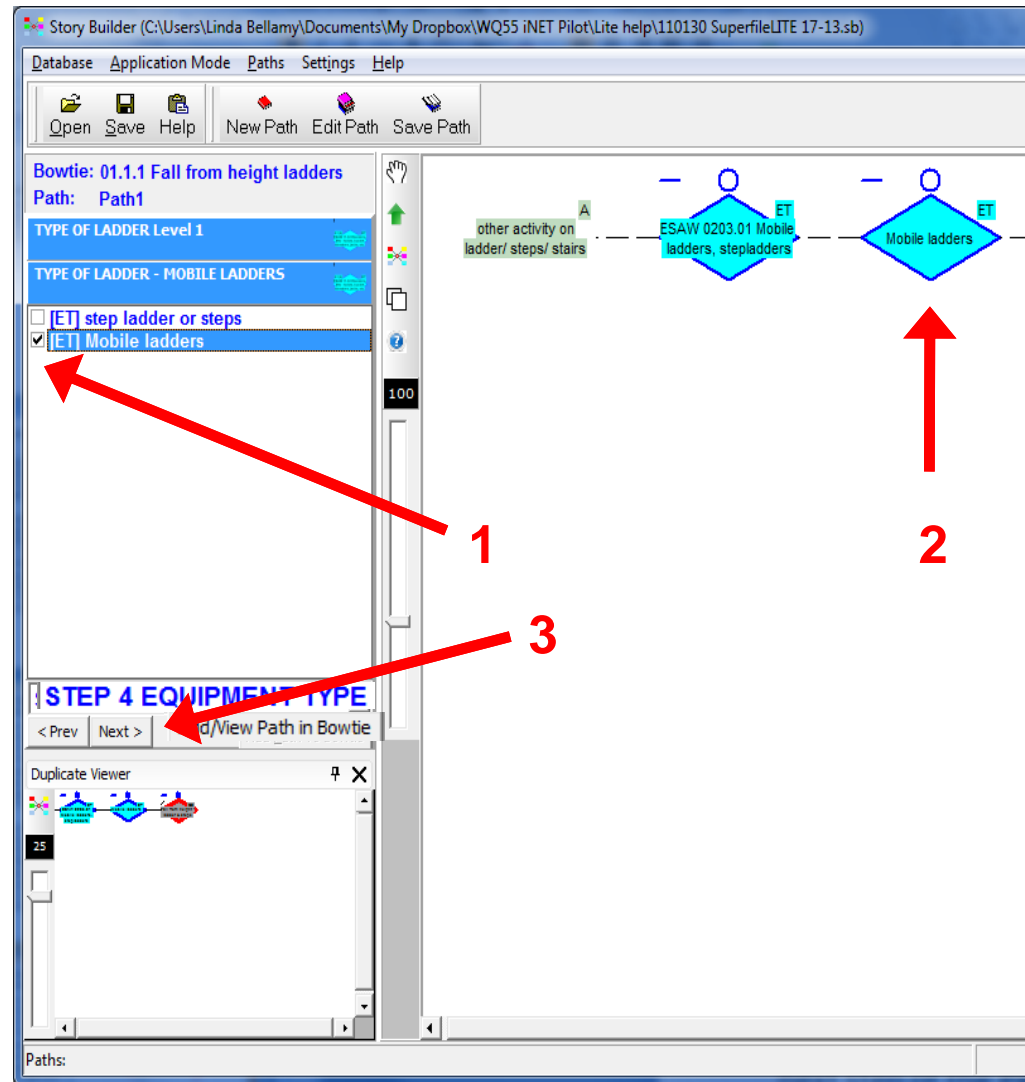 Story Builder (C:\Users\Linda Bellamy\Documents\My Dropbox\WQ55 iNET Pilot\Lite help\110130 SuperfileLITE 17-13.sb)
Database Application Mode Paths Settings Help
Open Save Help New Path Edit Path Save Path
Bowtie: 01.1.1 Fall from height ladders
Path: Path1
TYPE OF LADDER Level 1
TYPE OF LADDER - MOBILE LADDERS
[ET] step ladder or steps
[ET] Mobile ladders
100
A
other activity on
ladder/ steps/ stairs
ET
ESAW 0203.01 Mobile
ladders, stepladders
ET
Mobile ladders
1
2
3
STEP 4 EQUIPMENT TYPE
< Prev Next > d/View Path in Bowtie
Duplicate Viewer
25
Paths: